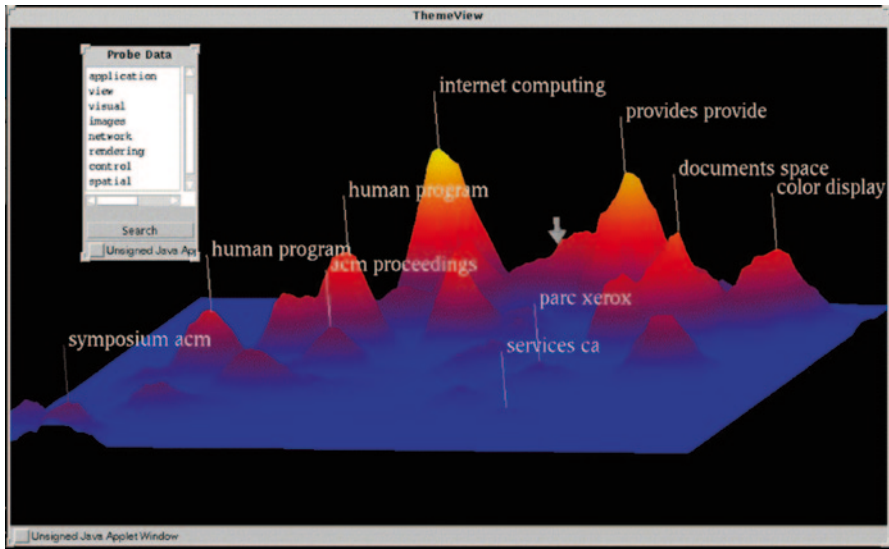 ThemeView
Probe Data
application
view
visual
images
network
rendering
control
spatial
Search
Unsigned Java App
internet computing
provides provide
documents space
color display
human program
human program
acm proceedings
parc xerox
services ca
symposium acm
Unsigned Java Applet Window